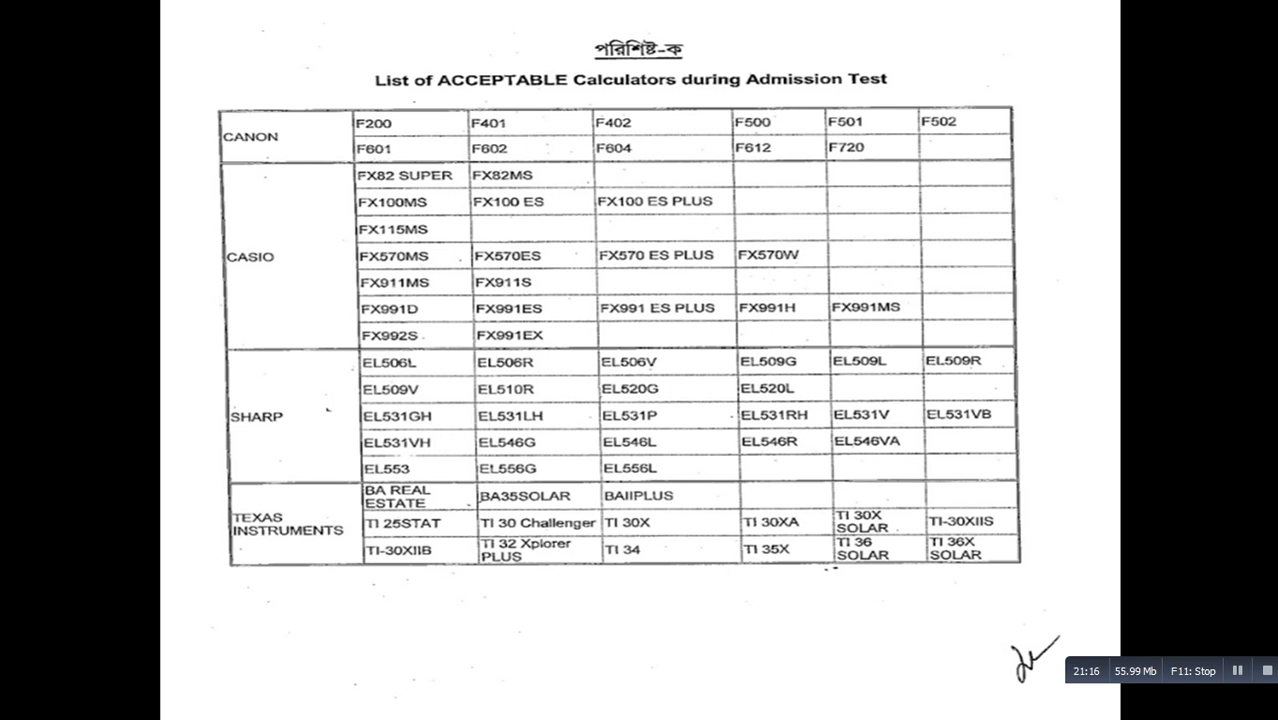 পরিশিষ্ট-ক
List of ACCEPTABLE Calculators during Admission Test
CANON
F200 F401 F402 F500 F501 F502
F601 F602 F604 F612 F720
CASIO
FX82 SUPER FX82MS
FX100MS FX100 ES FX100 ES PLUS
FX115MS
FX570MS FX570ES FX570 ES PLUS FX570W
FX911MS FX911S
FX991D FX991ES FX991 ES PLUS FX991H FX991MS
FX992S FX991EX
SHARP
EL506L EL506R EL506V EL509G EL509L EL509R
EL509V EL510R EL520G EL520L
EL531GH EL531LH EL531P EL531RH EL531V EL531VB
EL531VH EL546G EL546L EL546R EL546VA
EL553 EL556G EL556L
TEXAS
INSTRUMENTS
BA REAL
ESTATE
BA35SOLAR BAIIPLUS
TI 25STAT TI 30 Challenger TI 30X TI 30XA
TI 30X
SOLAR
TI-30XIIS
TI-30XIIB
TI 32 Xplorer
PLUS
TI 34 TI 35X
TI 36
SOLAR
TI 36X
SOLAR
21:16 55.99 Mb F11: Stop